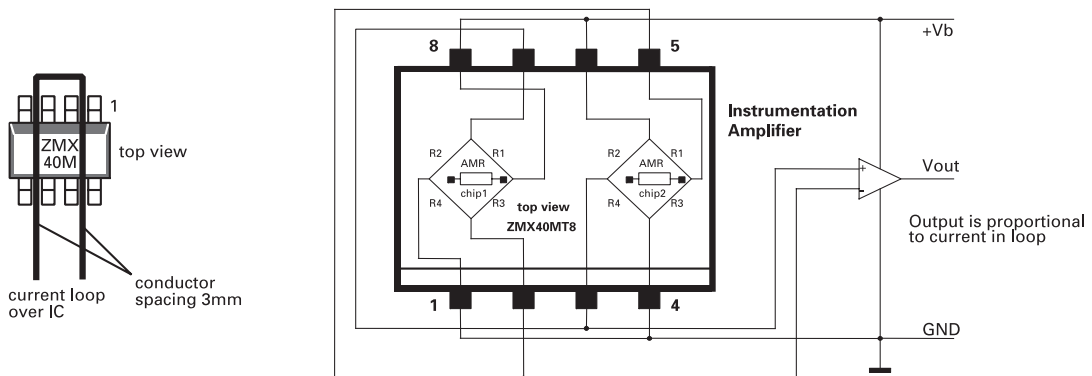 1
ZMX
40M
top view
current loop
over IC
conductor
spacing 3mm
8
5
+Vb
Instrumentation
Amplifier
R2
R1
AMR
chip1
R4
R3
R2
R1
AMR
chip2
R4
R3
top view
ZMX40MT8
+
-
Vout
Output is proportional
to current in loop
1
4
GND